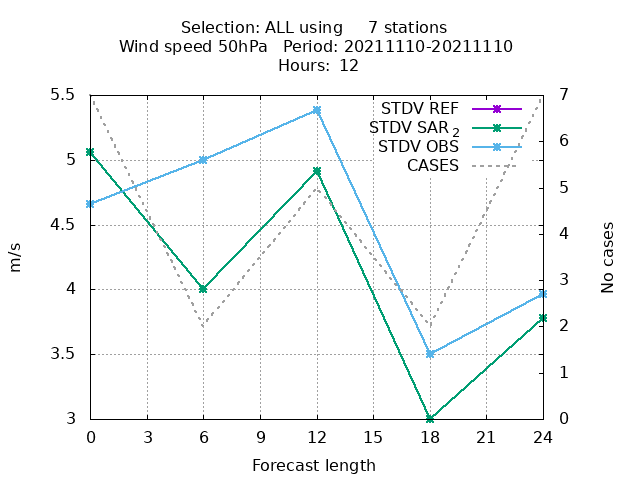 Selection: ALL using     7 stations
Wind speed 50hPa   Period: 20211110-20211110
Hours:  12
STDV REF
STDV SAR 2
STDV OBS
CASES
5.5
5
4.5
4
3.5
3
m/s
7
6
5
4
3
2
1
0
No cases
0 3 6 9 12 15 18 21 24
Forecast length